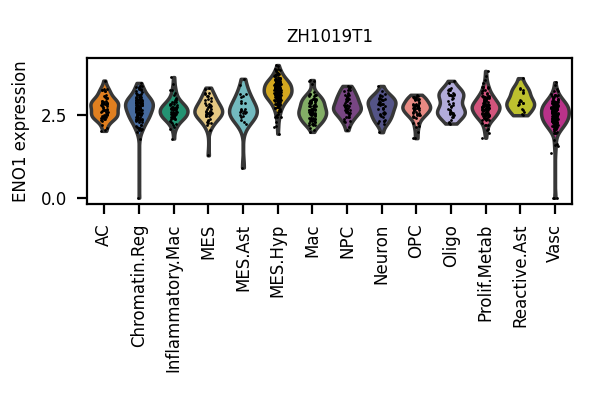 ZH1019T1
ENO1 expression
2.5
0.0
AC
Chromatin.Reg
Inflammatory.Mac
MES
MES.Ast
MES.Hyp
Mac
NPC
Neuron
OPC
Oligo
Prolif.Metab
Reactive.Ast
Vasc